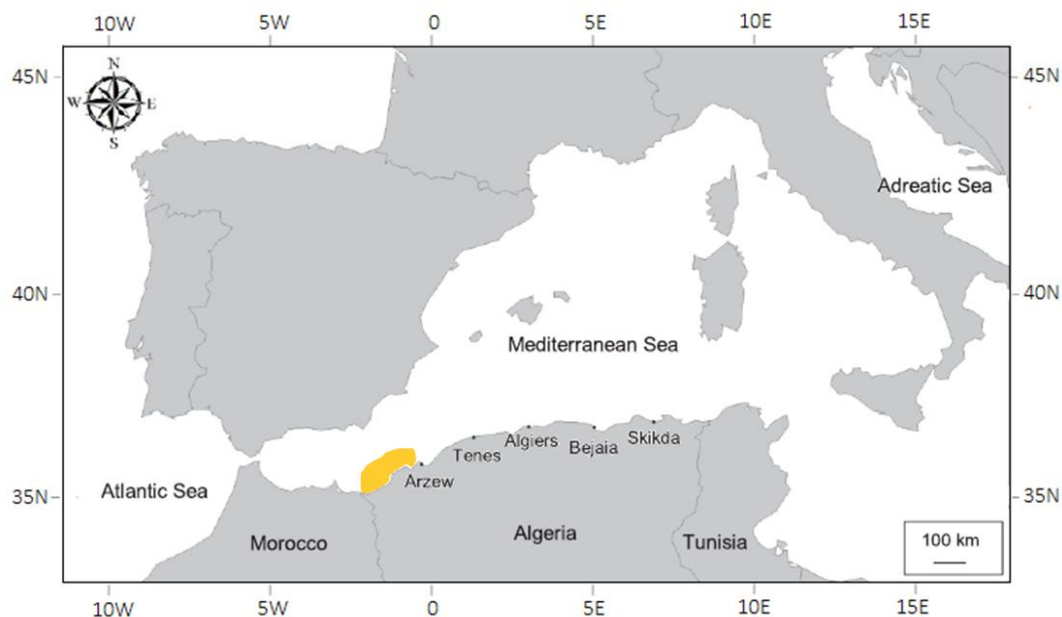 10W 5W 0 5E 10E 15E
45N 45N
N
W E
S
Adreatic Sea
40N 40N
Mediterranean Sea
Algiers Skikda
Tenes Bejaia
Arzew
Atlantic Sea
35N 35N
Morocco Algeria Tunisia
100 km
10W 5W 0 5E 10E 15E